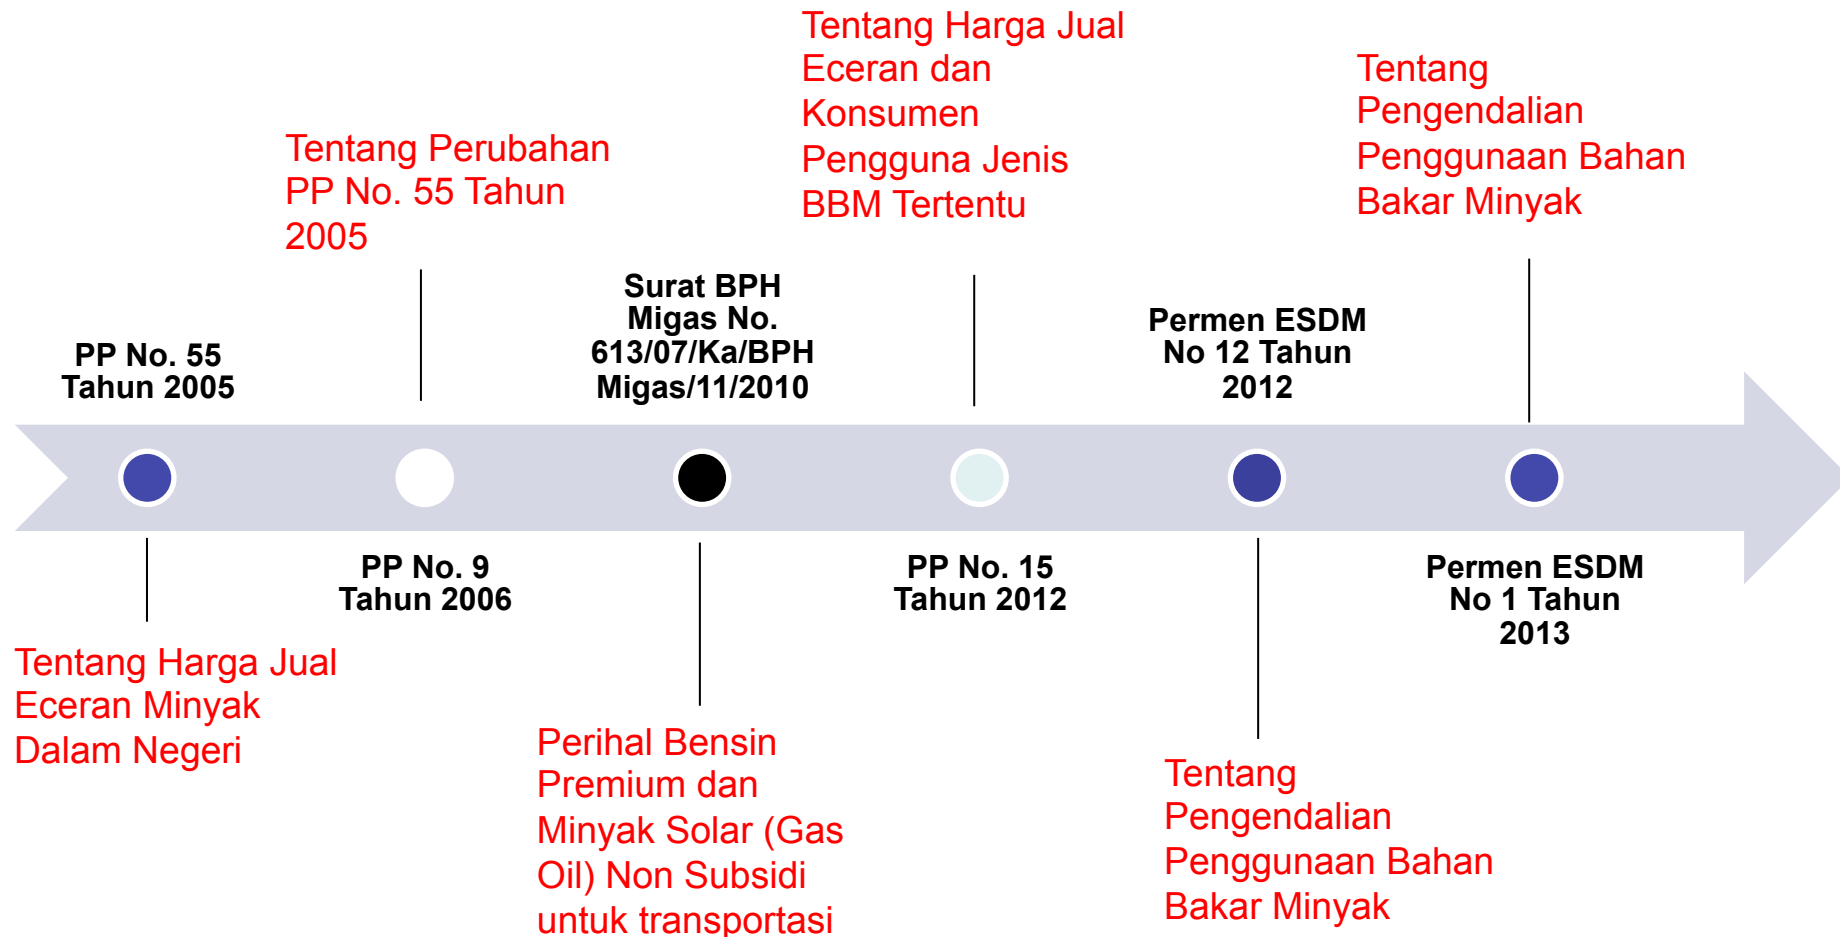 PP No. 55
Tahun 2005
Tentang Harga Jual
Eceran Minyak
Dalam Negeri
Tentang Perubahan
PP No. 55 Tahun
2005
PP No. 9
Tahun 2006
Surat BPH
Migas No.
613/07/Ka/BPH
Migas/11/2010
Perihal Bensin
Premium dan
Minyak Solar (Gas
Oil) Non Subsidi
untuk transportasi
Tentang Harga Jual
Eceran dan
Konsumen
Pengguna Jenis
BBM Tertentu
PP No. 15
Tahun 2012
Permen ESDM
No 12 Tahun
2012
Tentang
Pengendalian
Penggunaan Bahan
Bakar Minyak
Tentang
Pengendalian
Penggunaan Bahan
Bakar Minyak
Permen ESDM
No 1 Tahun
2013